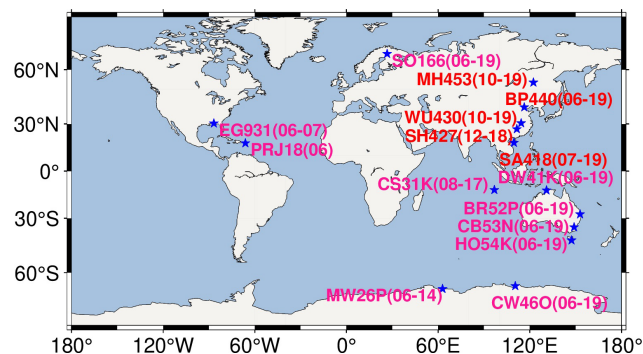 SO166(06-19)
60°N
MH453(10-19)
BP440(06-19)
WU430(10-19)
30°N
EG931(06-07)
SH427(12-18)
PRJ18(06)
SA418(07-19)
0°
DW41K(06-19)
CS31K(08-17)
BR52P(06-19)
30°S
CB53N(06-19)
HO54K(06-19)
60°S
MW26P(06-14)
CW46O(06-19)
180° 120°W 60°W 0° 60°E 120°E 180°